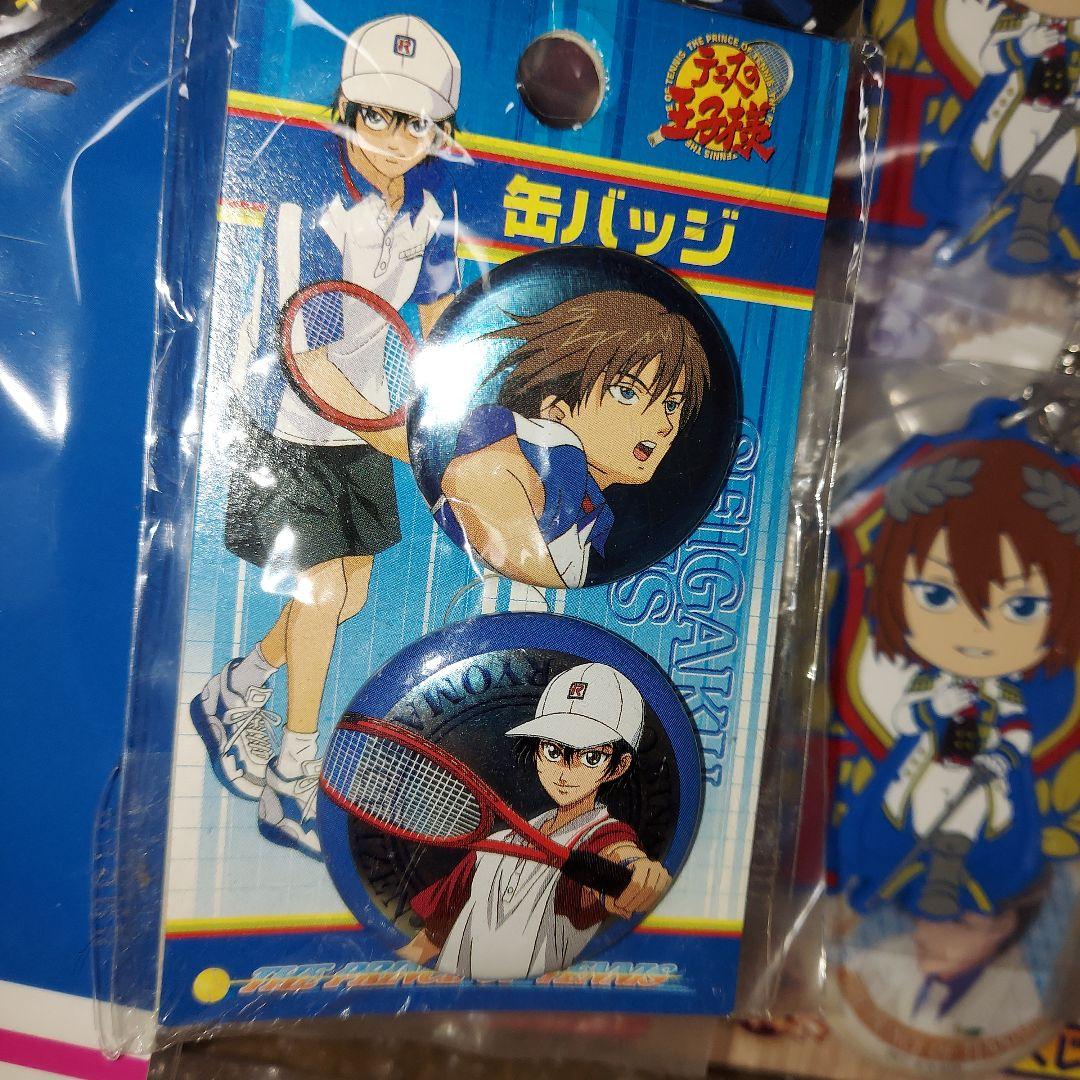 THE PRINCE OF TENNIS
テニスの
王子様
缶バッジ
R
SEIGAKU
R
RYOMA
THE PRINCE OF TENNIS